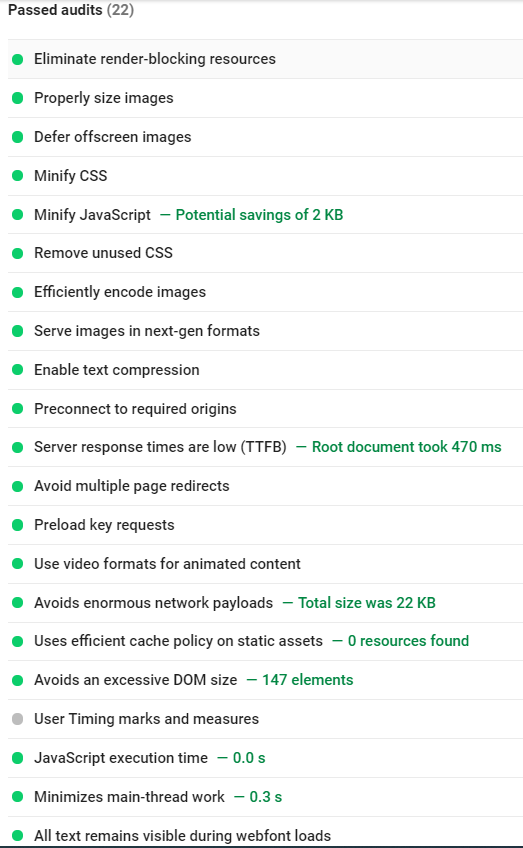 Passed audits (22)
Eliminate render-blocking resources
Properly size images
Defer offscreen images
Minify CSS
Minify JavaScript — Potential savings of 2 KB
Remove unused CSS
Efficiently encode images
Serve images in next-gen formats
Enable text compression
Preconnect to required origins
Server response times are low (TTFB) — Root document took 470 ms
Avoid multiple page redirects
Preload key requests
Use video formats for animated content
Avoids enormous network payloads — Total size was 22 KB
Uses efficient cache policy on static assets — 0 resources found
Avoids an excessive DOM size — 147 elements
User Timing marks and measures
JavaScript execution time — 0.0 s
Minimizes main-thread work — 0.3 s
All text remains visible during webfont loads